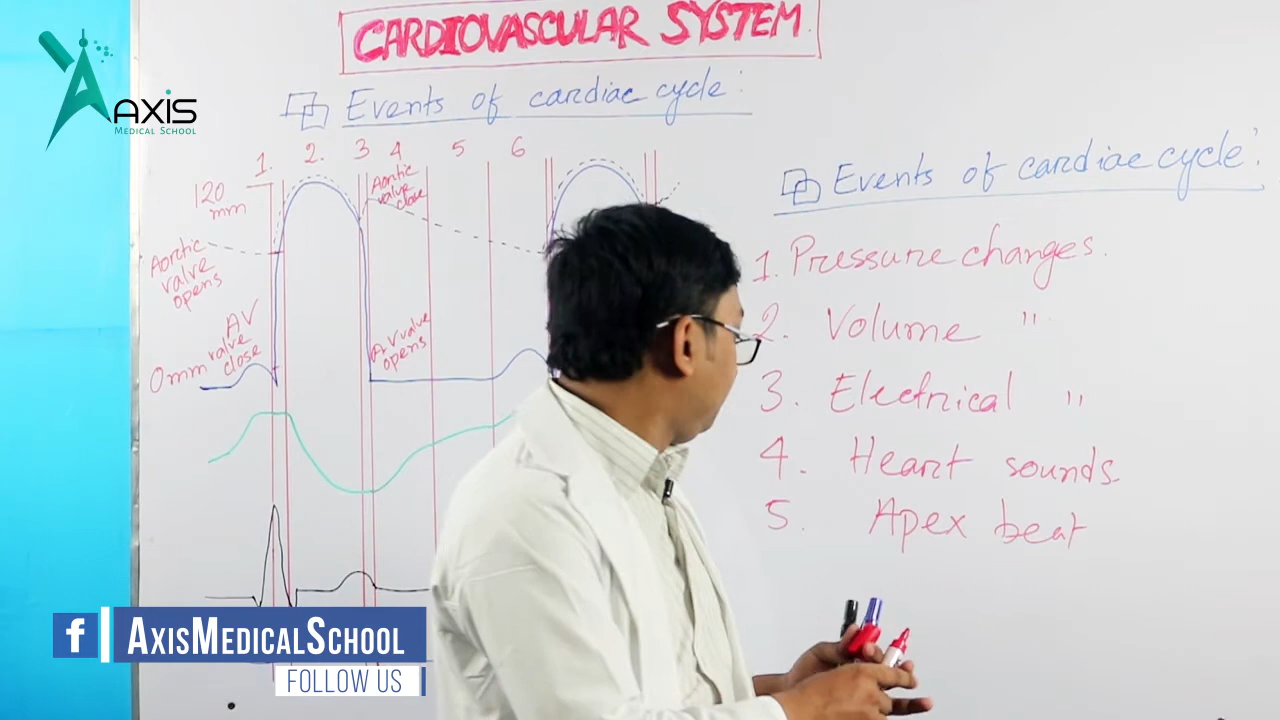 CARDIOVASCULAR SYSTEM
AXIS
MEDICAL SCHOOL
Events of cardiac cycle:
1. 2. 3 4 5 6
120
mm
Aortic
valve
close
Aortic
valve
opens
AV
valve
close
0mm
A.V valve
opens
Events of cardiac cycle:
1. Pressure changes.
2. Volume "
3. Electrical "
4. Heart sounds
5. Apex beat
f AXISMEDICALSCHOOL
FOLLOW US